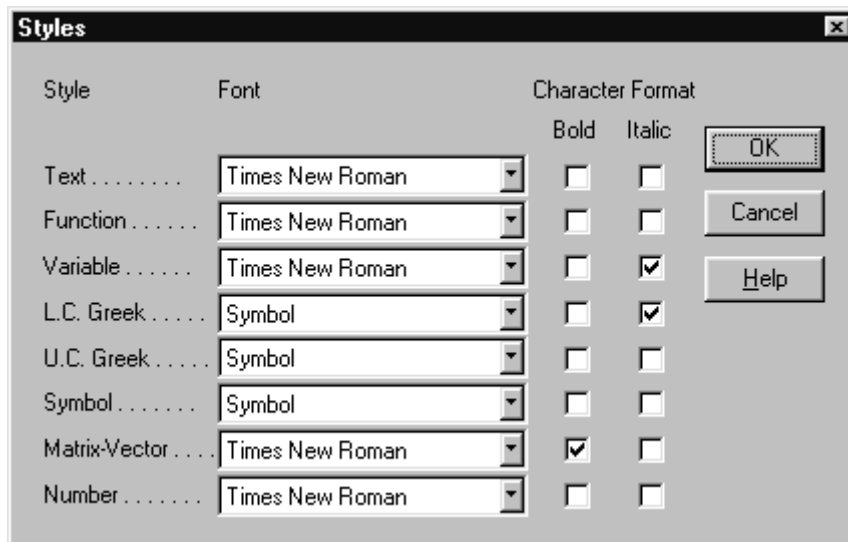 Styles
Style Font Character Format
Bold Italic
OK
Text . . . . . . . . Times New Roman
Cancel
Function . . . . . . Times New Roman
Variable . . . . . . Times New Roman
Help
L.C. Greek . . . . . Symbol
U.C. Greek . . . . . Symbol
Symbol . . . . . . . Symbol
Matrix-Vector . . . . Times New Roman
Number . . . . . . . Times New Roman